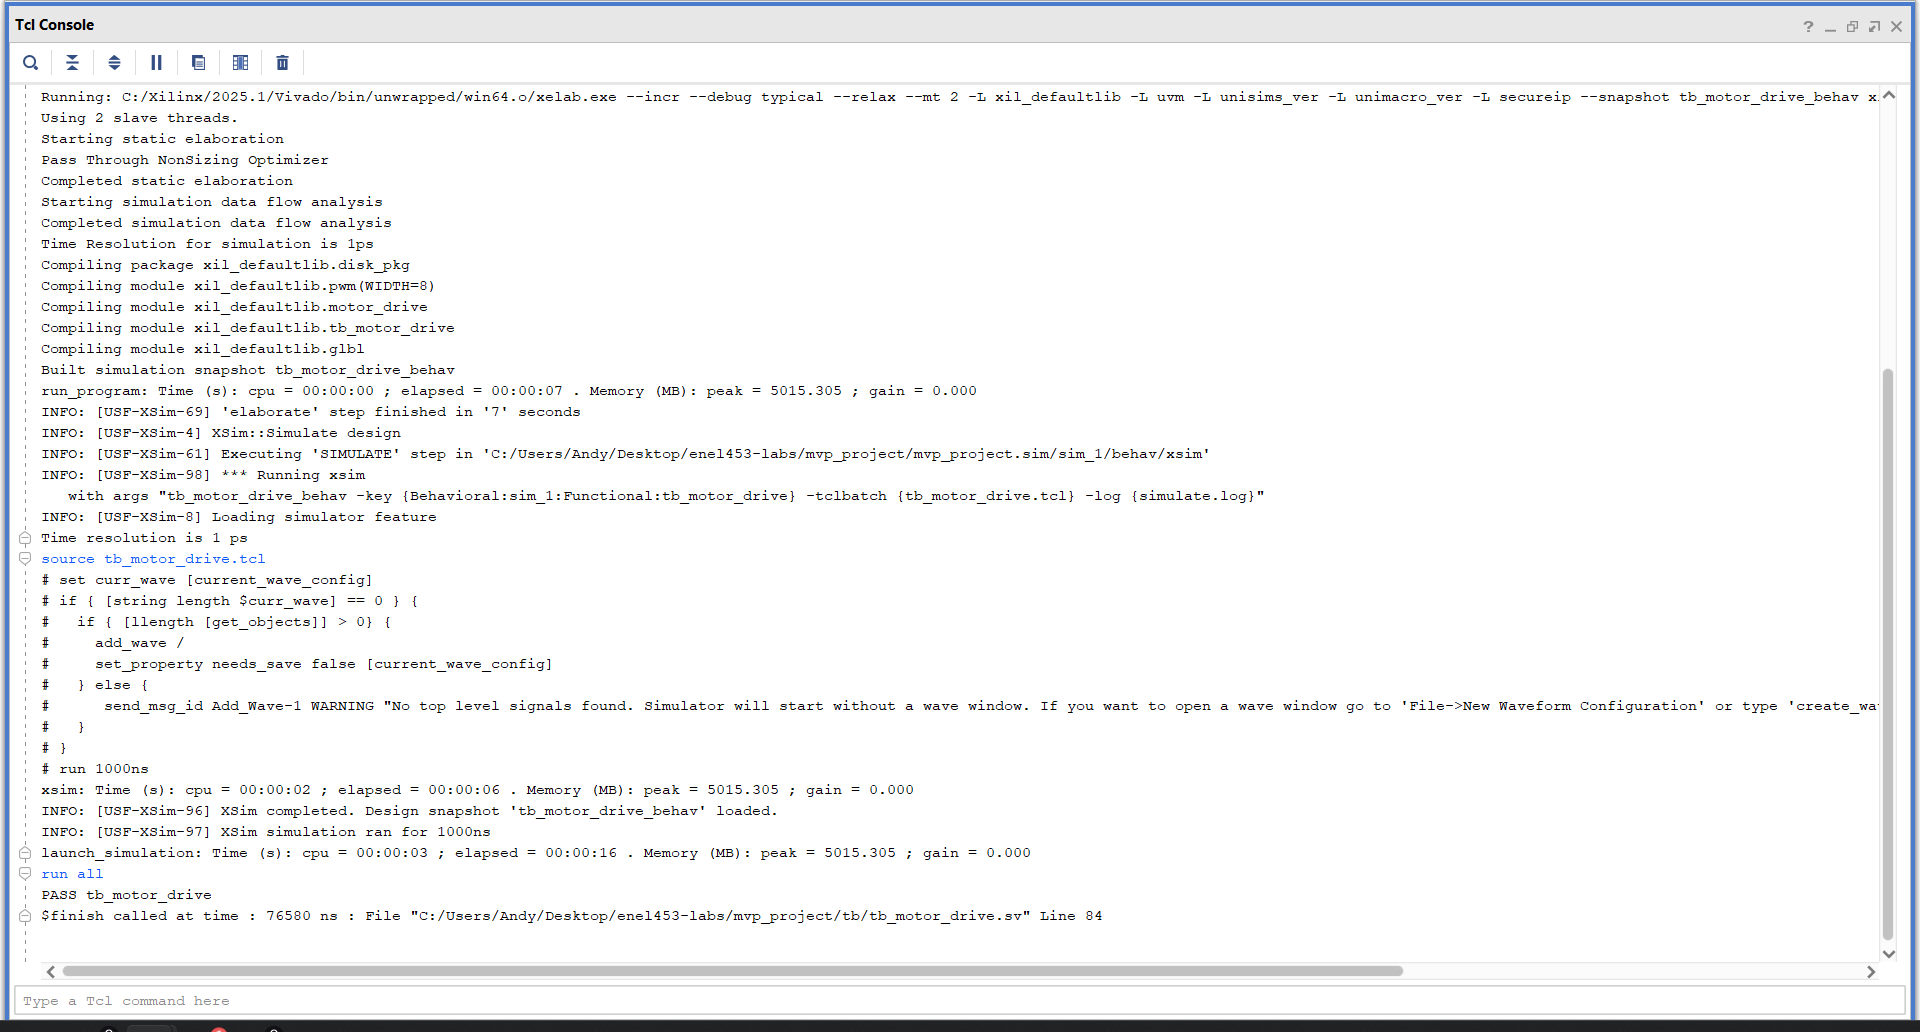 Tcl Console
Running: C:/Xilinx/2025.1/Vivado/bin/unwrapped/win64.o/xelab.exe --incr --debug typical --relax --mt 2 -L xil_defaultlib -L uvm -L unisims_ver -L unimacro_ver -L secureip --snapshot tb_motor_drive_behav x
Using 2 slave threads.
Starting static elaboration
Pass Through NonSizing Optimizer
Completed static elaboration
Starting simulation data flow analysis
Completed simulation data flow analysis
Time Resolution for simulation is 1ps
Compiling package xil_defaultlib.disk_pkg
Compiling module xil_defaultlib.pwm(WIDTH=8)
Compiling module xil_defaultlib.motor_drive
Compiling module xil_defaultlib.tb_motor_drive
Compiling module xil_defaultlib.glbl
Built simulation snapshot tb_motor_drive_behav
run_program: Time (s): cpu = 00:00:00 ; elapsed = 00:00:07 . Memory (MB): peak = 5015.305 ; gain = 0.000
INFO: [USF-XSim-69] 'elaborate' step finished in '7' seconds
INFO: [USF-XSim-4] XSim::Simulate design
INFO: [USF-XSim-61] Executing 'SIMULATE' step in 'C:/Users/Andy/Desktop/enel453-labs/mvp_project/mvp_project.sim/sim_1/behav/xsim'
INFO: [USF-XSim-98] *** Running xsim
   with args "tb_motor_drive_behav -key {Behavioral:sim_1:Functional:tb_motor_drive} -tclbatch {tb_motor_drive.tcl} -log {simulate.log}"
INFO: [USF-XSim-8] Loading simulator feature
Time resolution is 1 ps
source tb_motor_drive.tcl
# set curr_wave [current_wave_config]
# if { [string length $curr_wave] == 0 } {
#   if { [llength [get_objects]] > 0} {
#     add_wave /
#     set_property needs_save false [current_wave_config]
#   } else {
#      send_msg_id Add_Wave-1 WARNING "No top level signals found. Simulator will start without a wave window. If you want to open a wave window go to 'File->New Waveform Configuration' or type 'create_wa
#   }
# }
# run 1000ns
xsim: Time (s): cpu = 00:00:02 ; elapsed = 00:00:06 . Memory (MB): peak = 5015.305 ; gain = 0.000
INFO: [USF-XSim-96] XSim completed. Design snapshot 'tb_motor_drive_behav' loaded.
INFO: [USF-XSim-97] XSim simulation ran for 1000ns
launch_simulation: Time (s): cpu = 00:00:03 ; elapsed = 00:00:16 . Memory (MB): peak = 5015.305 ; gain = 0.000
run all
PASS tb_motor_drive
$finish called at time : 76580 ns : File "C:/Users/Andy/Desktop/enel453-labs/mvp_project/tb/tb_motor_drive.sv" Line 84
Type a Tcl command here